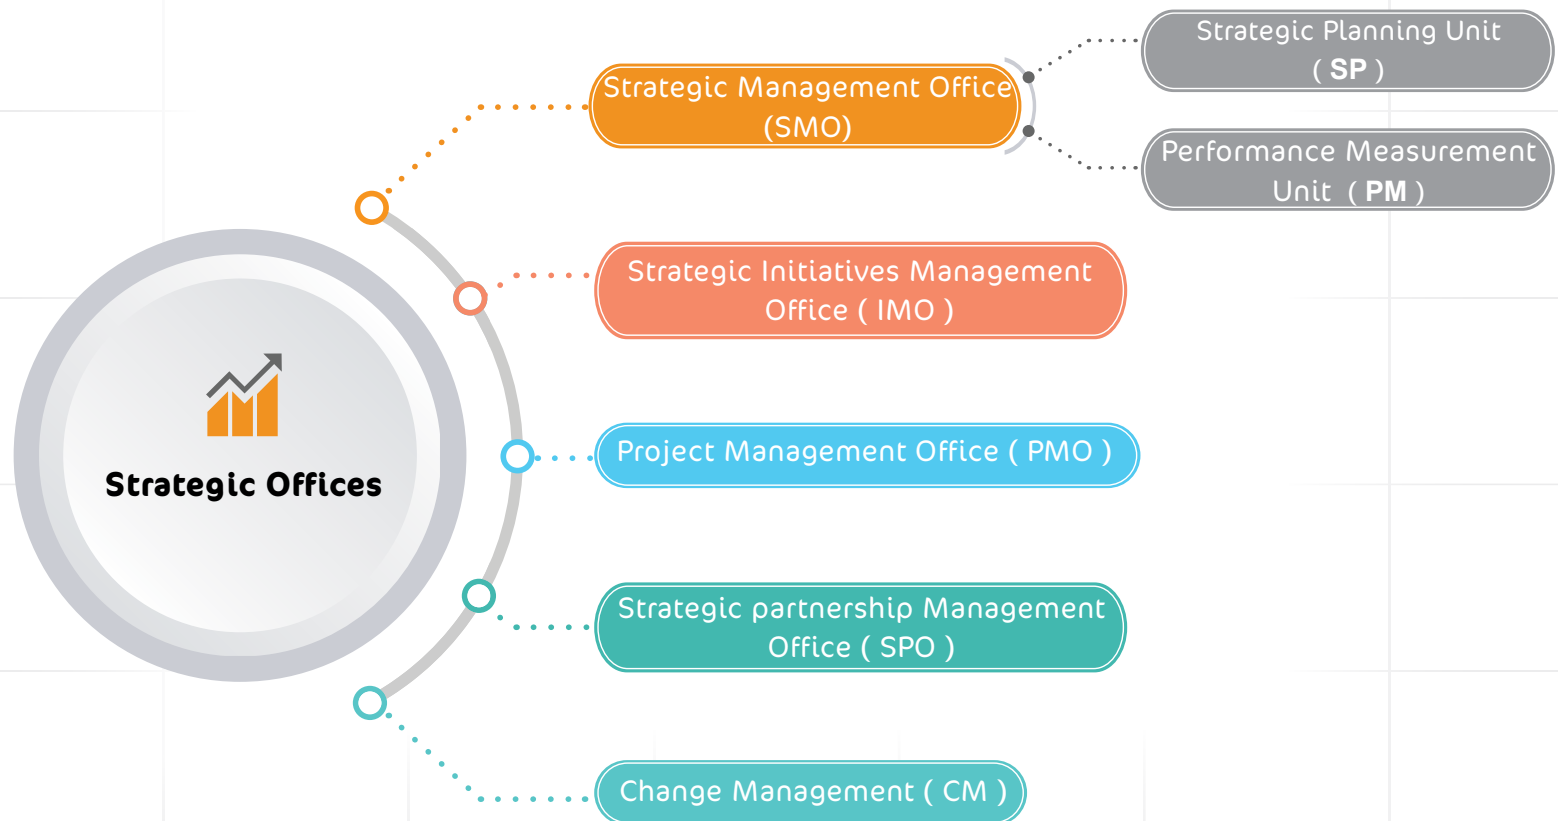 Strategic Offices
Strategic Management Office
(SMO)
Strategic Planning Unit
( SP )
Performance Measurement
Unit ( PM )
Strategic Initiatives Management
Office ( IMO )
Project Management Office ( PMO )
Strategic partnership Management
Office ( SPO )
Change Management ( CM )